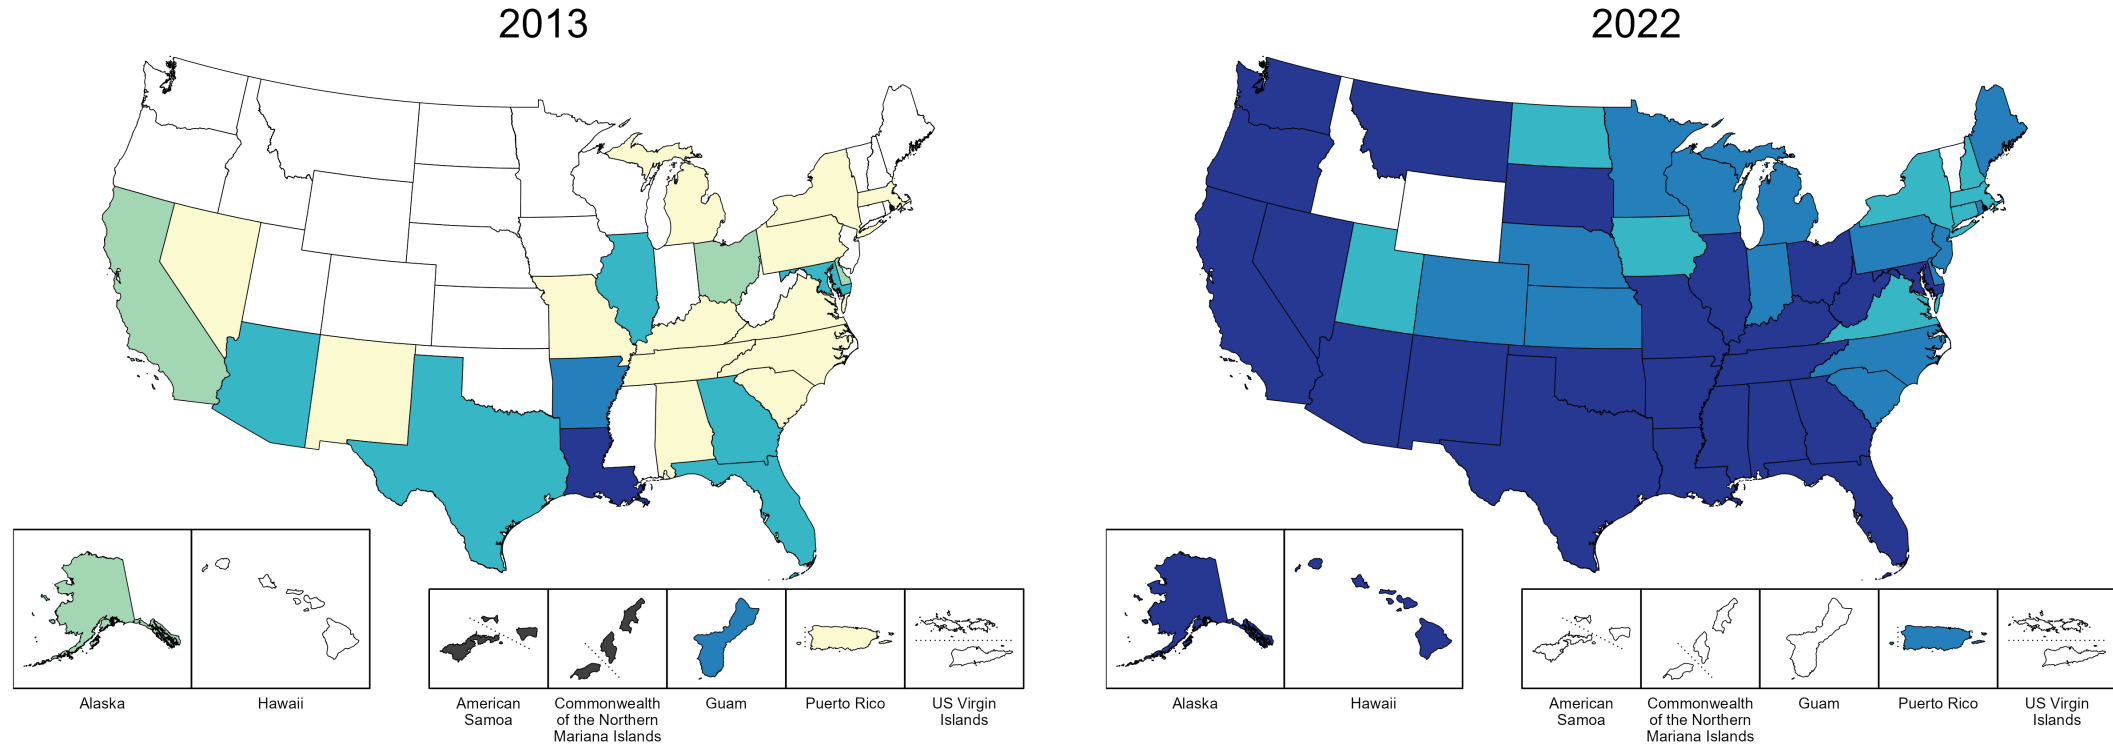 2013
2022
Alaska
Hawaii
American
Samoa
Commonwealth
of the Northern
Mariana Islands
Guam
Puerto Rico
US Virgin
Islands
Alaska
Hawaii
American
Samoa
Commonwealth
of the Northern
Mariana Islands
Guam
Puerto Rico
US Virgin
Islands